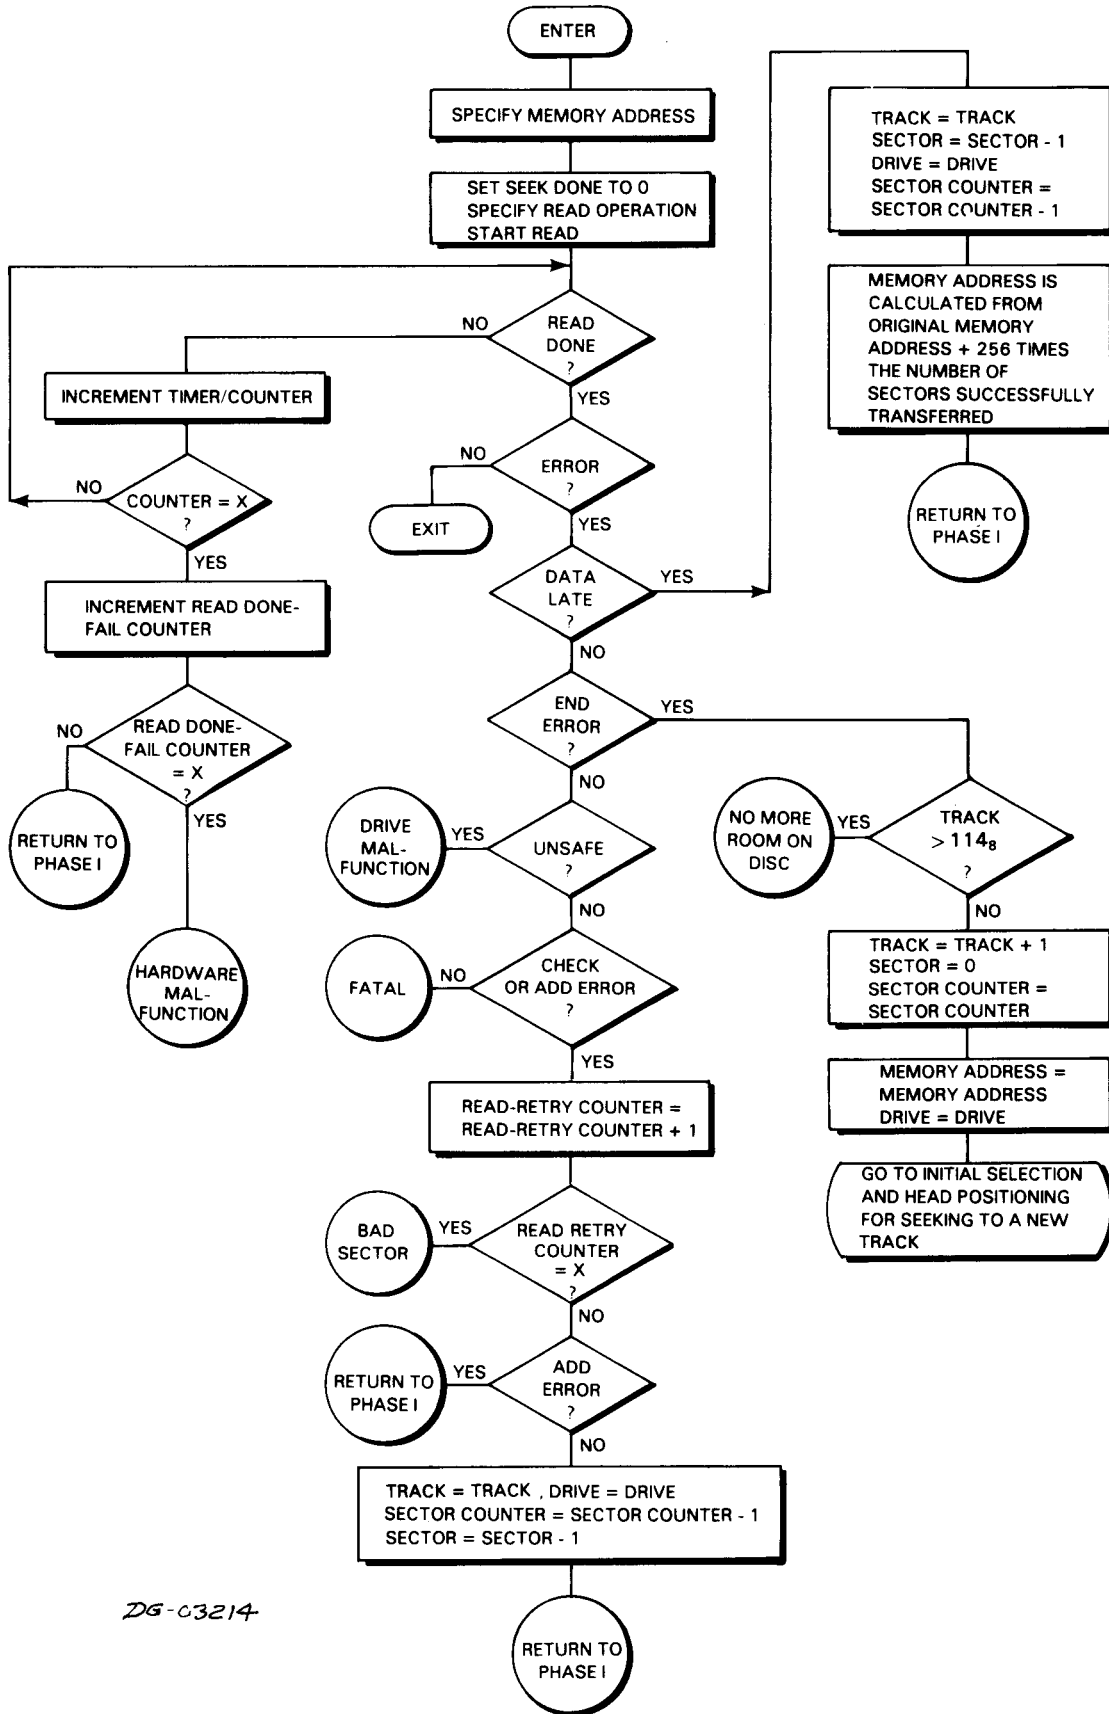 ENTER
SPECIFY MEMORY ADDRESS
SET SEEK DONE TO 0
SPECIFY READ OPERATION
START READ
READ
DONE
?
NO
YES
INCREMENT TIMER/COUNTER
COUNTER = X
?
NO
YES
INCREMENT READ DONE-
FAIL COUNTER
READ DONE-
FAIL COUNTER
= X
?
NO
YES
RETURN TO
PHASE I
HARDWARE
MAL-
FUNCTION
ERROR
?
NO
YES
EXIT
DATA
LATE
?
YES
NO
TRACK = TRACK
SECTOR = SECTOR - 1
DRIVE = DRIVE
SECTOR COUNTER =
SECTOR COUNTER - 1
MEMORY ADDRESS IS
CALCULATED FROM
ORIGINAL MEMORY
ADDRESS + 256 TIMES
THE NUMBER OF
SECTORS SUCCESSFULLY
TRANSFERRED
RETURN TO
PHASE I
END
ERROR
?
YES
NO
TRACK
> 114₈
?
YES
NO
NO MORE
ROOM ON
DISC
TRACK = TRACK + 1
SECTOR = 0
SECTOR COUNTER =
SECTOR COUNTER
MEMORY ADDRESS =
MEMORY ADDRESS
DRIVE = DRIVE
GO TO INITIAL SELECTION
AND HEAD POSITIONING
FOR SEEKING TO A NEW
TRACK
UNSAFE
?
YES
NO
DRIVE
MAL-
FUNCTION
CHECK
OR ADD ERROR
?
NO
YES
FATAL
READ-RETRY COUNTER =
READ-RETRY COUNTER + 1
READ RETRY
COUNTER
= X
?
YES
NO
BAD
SECTOR
ADD
ERROR
?
YES
NO
RETURN TO
PHASE I
TRACK = TRACK , DRIVE = DRIVE
SECTOR COUNTER = SECTOR COUNTER - 1
SECTOR = SECTOR - 1
RETURN TO
PHASE I
DG-03214